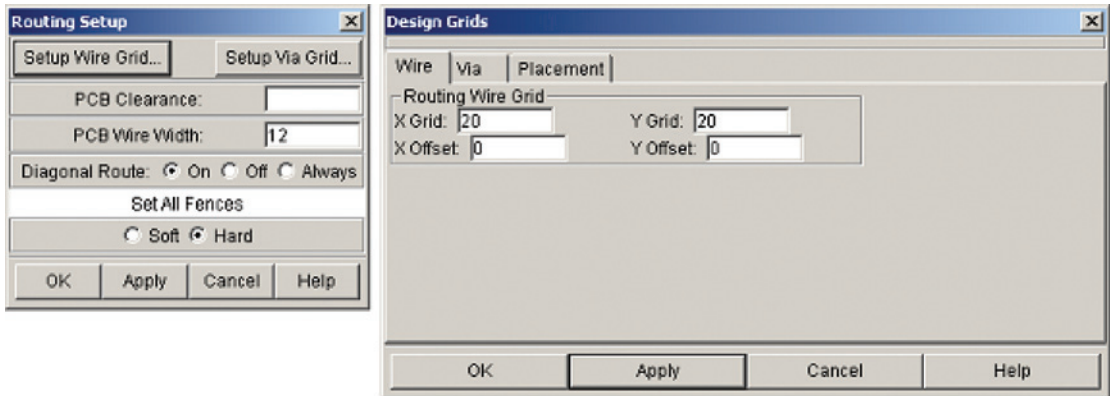 Routing Setup
Setup Wire Grid... Setup Via Grid...
PCB Clearance:
PCB Wire Width: 12
Diagonal Route: On Off Always
Set All Fences
Soft Hard
OK Apply Cancel Help
Design Grids
Wire Via Placement
Routing Wire Grid
X Grid: 20 Y Grid: 20
X Offset: 0 Y Offset: 0
OK Apply Cancel Help